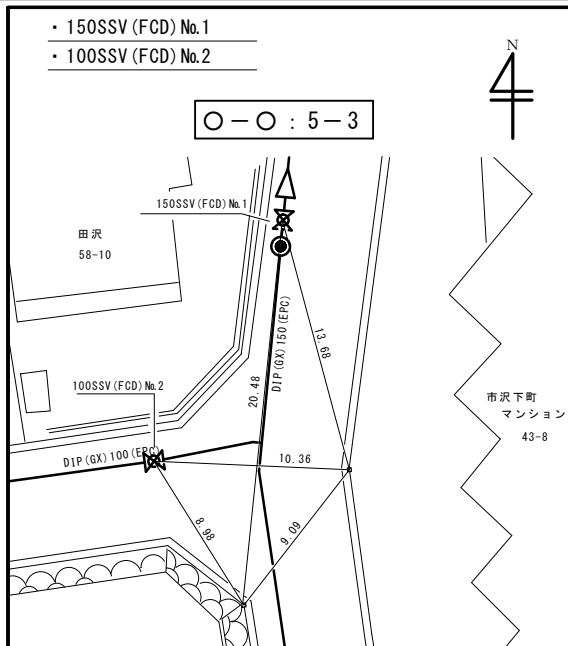 ・150SSV(FCD)No.1
・100SSV(FCD)No.2
N
○-○:5-3
150SSV(FCD)No.1
田沢
58-10
DIP(GX)150(EPC)
13.68
20.48
100SSV(FCD)No.2
市沢下町
マンション
43-8
DIP(GX)100(EPC)
10.36
8.98
9.09